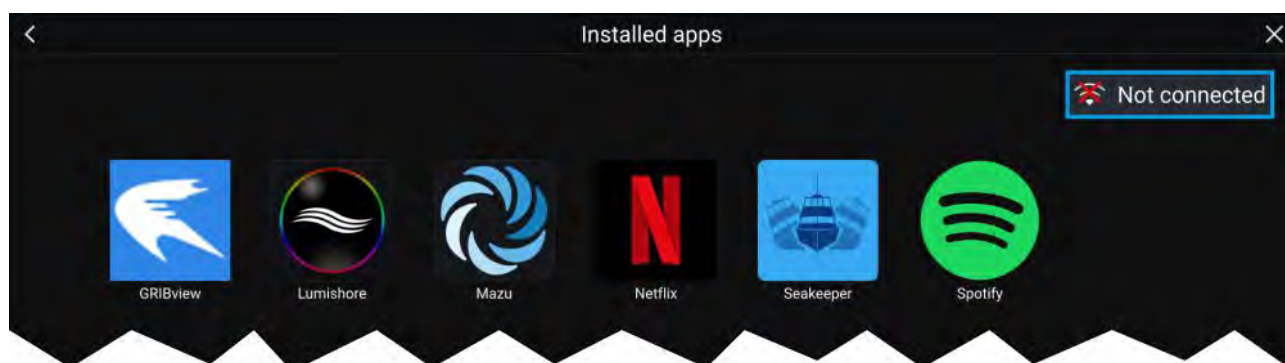 Installed apps
Not connected
GRIBview
Lumishore
Mazu
Netflix
Seakeeper
Spotify